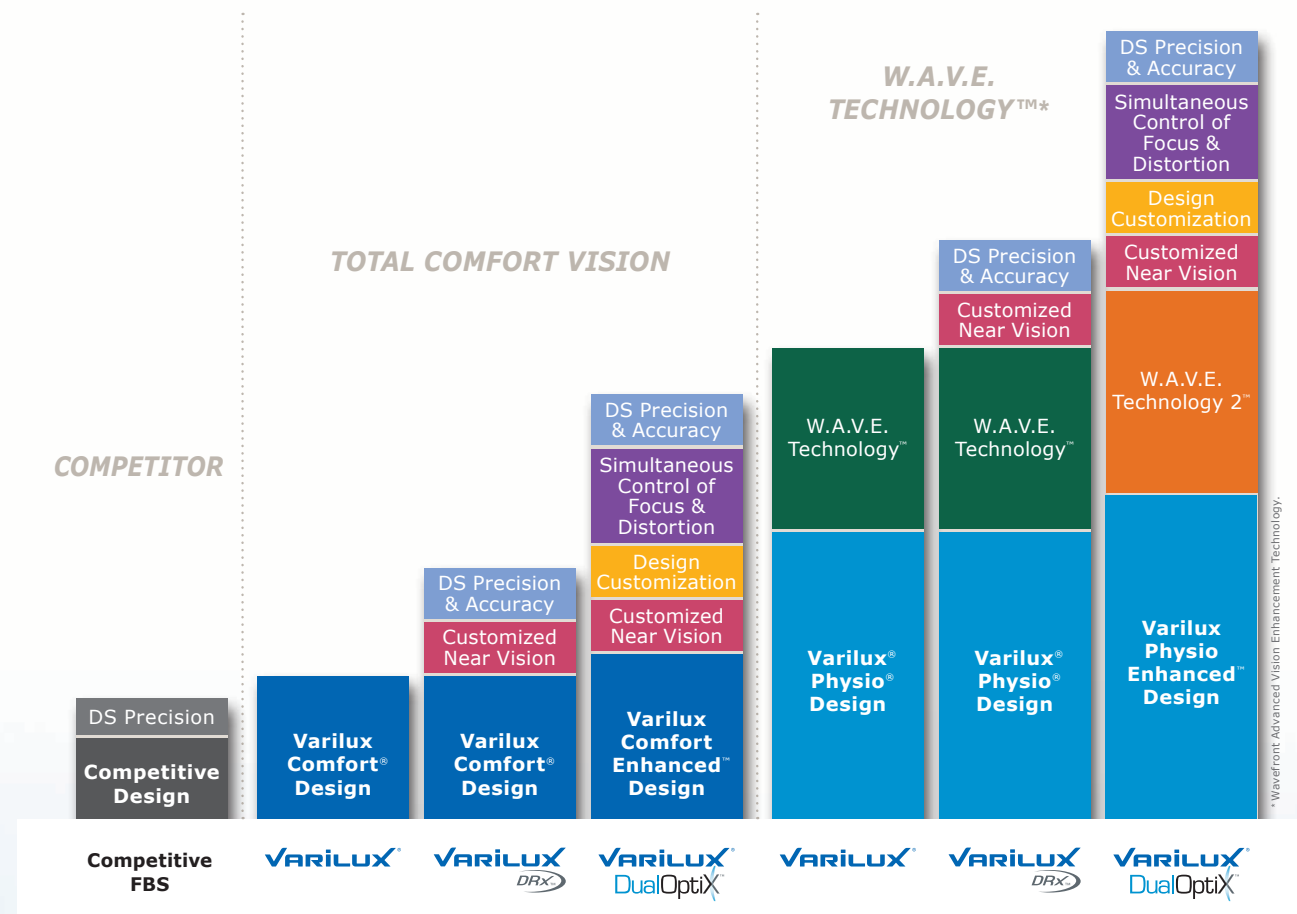 COMPETITOR
DS Precision
Competitive
Design
Competitive
FBS
TOTAL COMFORT VISION
Varilux
Comfort®
Design
VARiLUX®
DS Precision
& Accuracy
Customized
Near Vision
Varilux
Comfort®
Design
VARiLUX
DRx™
DS Precision
& Accuracy
Simultaneous
Control of
Focus &
Distortion
Design
Customization
Customized
Near Vision
Varilux
Comfort
Enhanced™
Design
VARiLUX®
DualOptiX™
W.A.V.E.
TECHNOLOGY™*
W.A.V.E.
Technology™
Varilux®
Physio®
Design
VARiLUX®
DS Precision
& Accuracy
Customized
Near Vision
W.A.V.E.
Technology™
Varilux®
Physio®
Design
VARiLUX
DRx™
DS Precision
& Accuracy
Simultaneous
Control of
Focus &
Distortion
Design
Customization
Customized
Near Vision
W.A.V.E.
Technology 2™
Varilux
Physio
Enhanced™
Design
VARiLUX®
DualOptiX™
* Wavefront Advanced Vision Enhancement Technology.